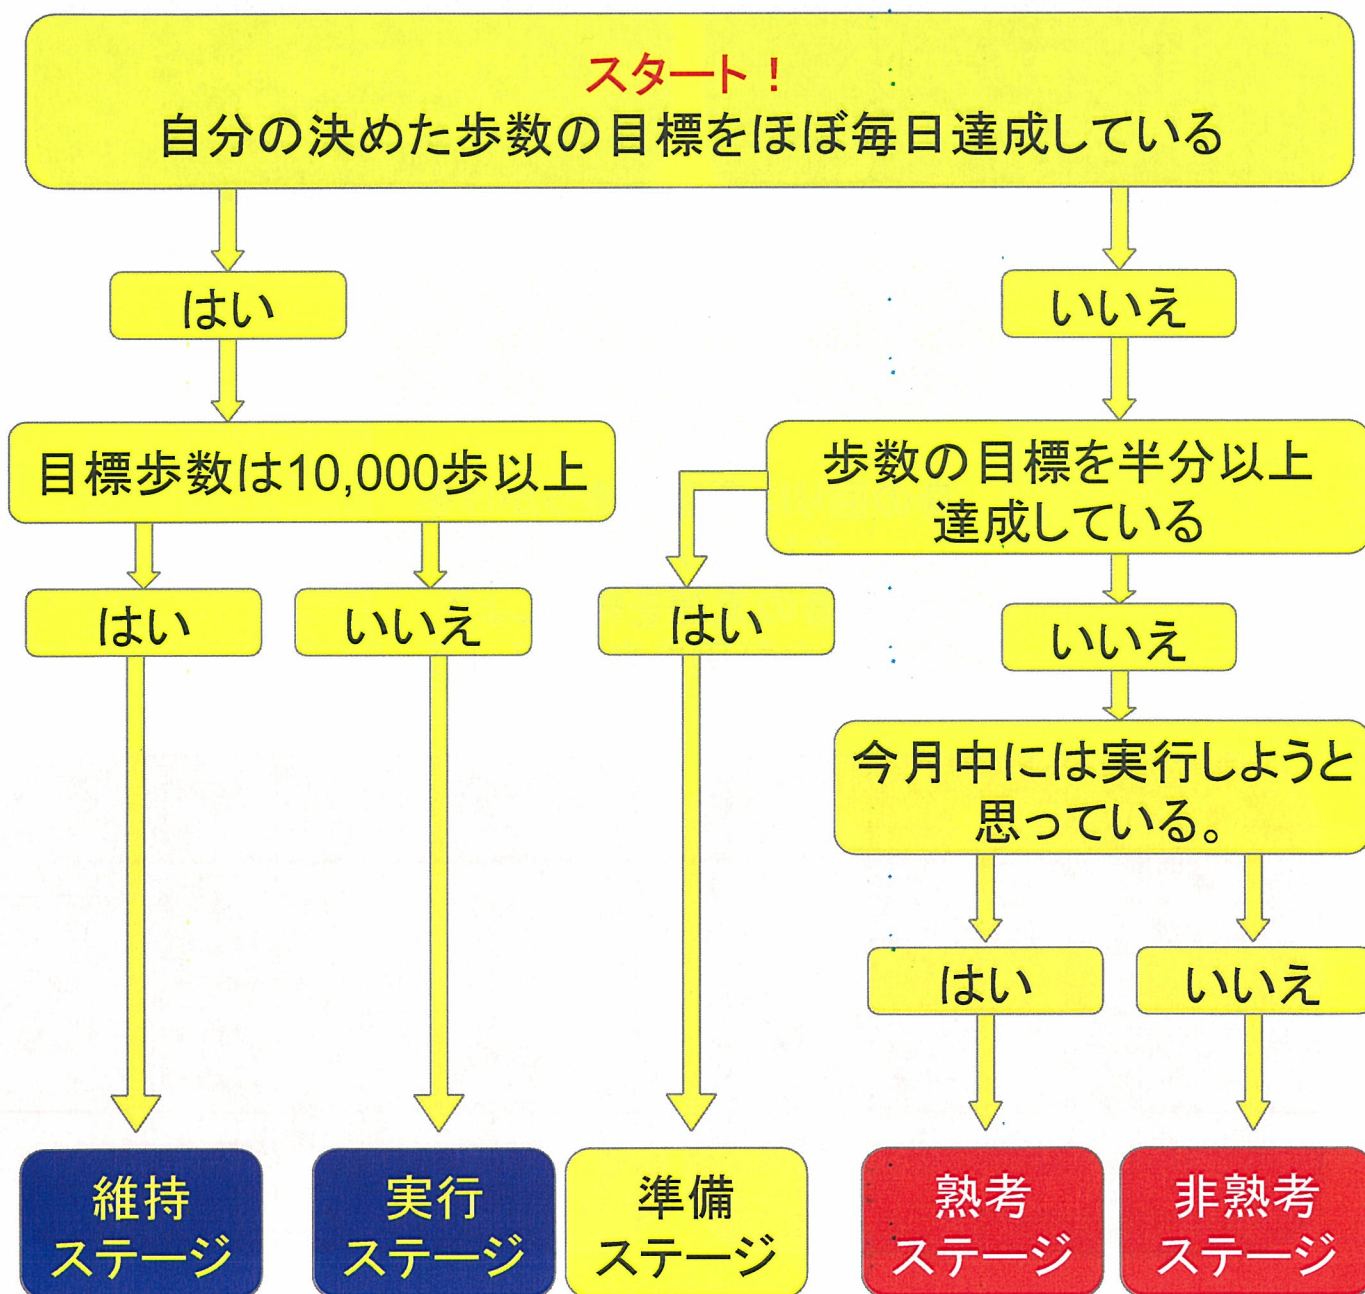 スタート！
自分の決めた歩数の目標をほぼ毎日達成している
はい
いいえ
目標歩数は10,000歩以上
歩数の目標を半分以上
達成している
はい
いいえ
はい
いいえ
今月中には実行しようと
思っている。
はい
いいえ
維持
ステージ
実行
ステージ
準備
ステージ
熟考
ステージ
非熟考
ステージ